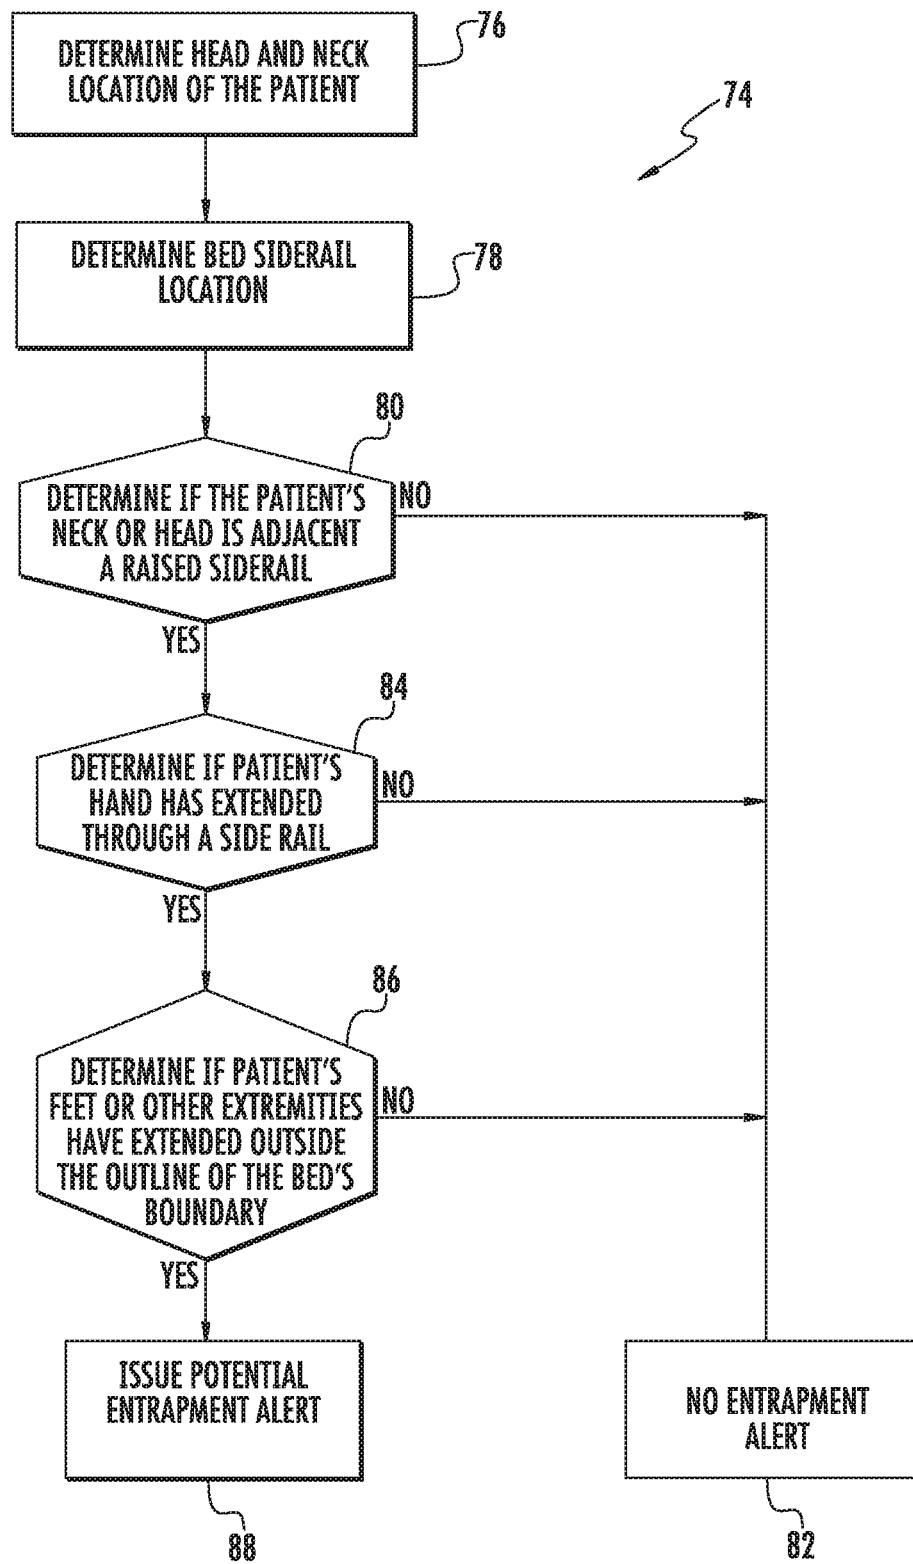 76
DETERMINE HEAD AND NECK
LOCATION OF THE PATIENT
74
DETERMINE BED SIDERAIL
LOCATION
78
80
DETERMINE IF THE PATIENT'S
NECK OR HEAD IS ADJACENT
A RAISED SIDERAIL
NO
YES
84
DETERMINE IF PATIENT'S
HAND HAS EXTENDED
THROUGH A SIDE RAIL
NO
YES
86
DETERMINE IF PATIENT'S
FEET OR OTHER EXTREMITIES
HAVE EXTENDED OUTSIDE
THE OUTLINE OF THE BED'S
BOUNDARY
NO
YES
ISSUE POTENTIAL
ENTRAPMENT ALERT
NO ENTRAPMENT
ALERT
88
82